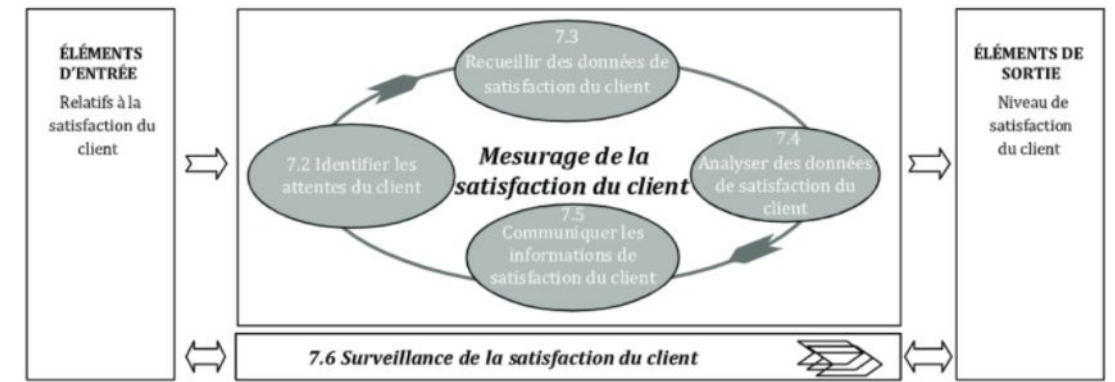 ÉLÉMENTS
D'ENTRÉE
Relatifs à la
satisfaction du
client
7.3
Recueillir des données de
satisfaction du client
7.2 Identifier les
attentes du client
Mesurage de la
satisfaction du client
7.4
Analyser des données
de satisfaction du
client
7.5
Communiquer les
informations de
satisfaction du client
7.6 Surveillance de la satisfaction du client
ÉLÉMENTS DE
SORTIE
Niveau de
satisfaction
du client